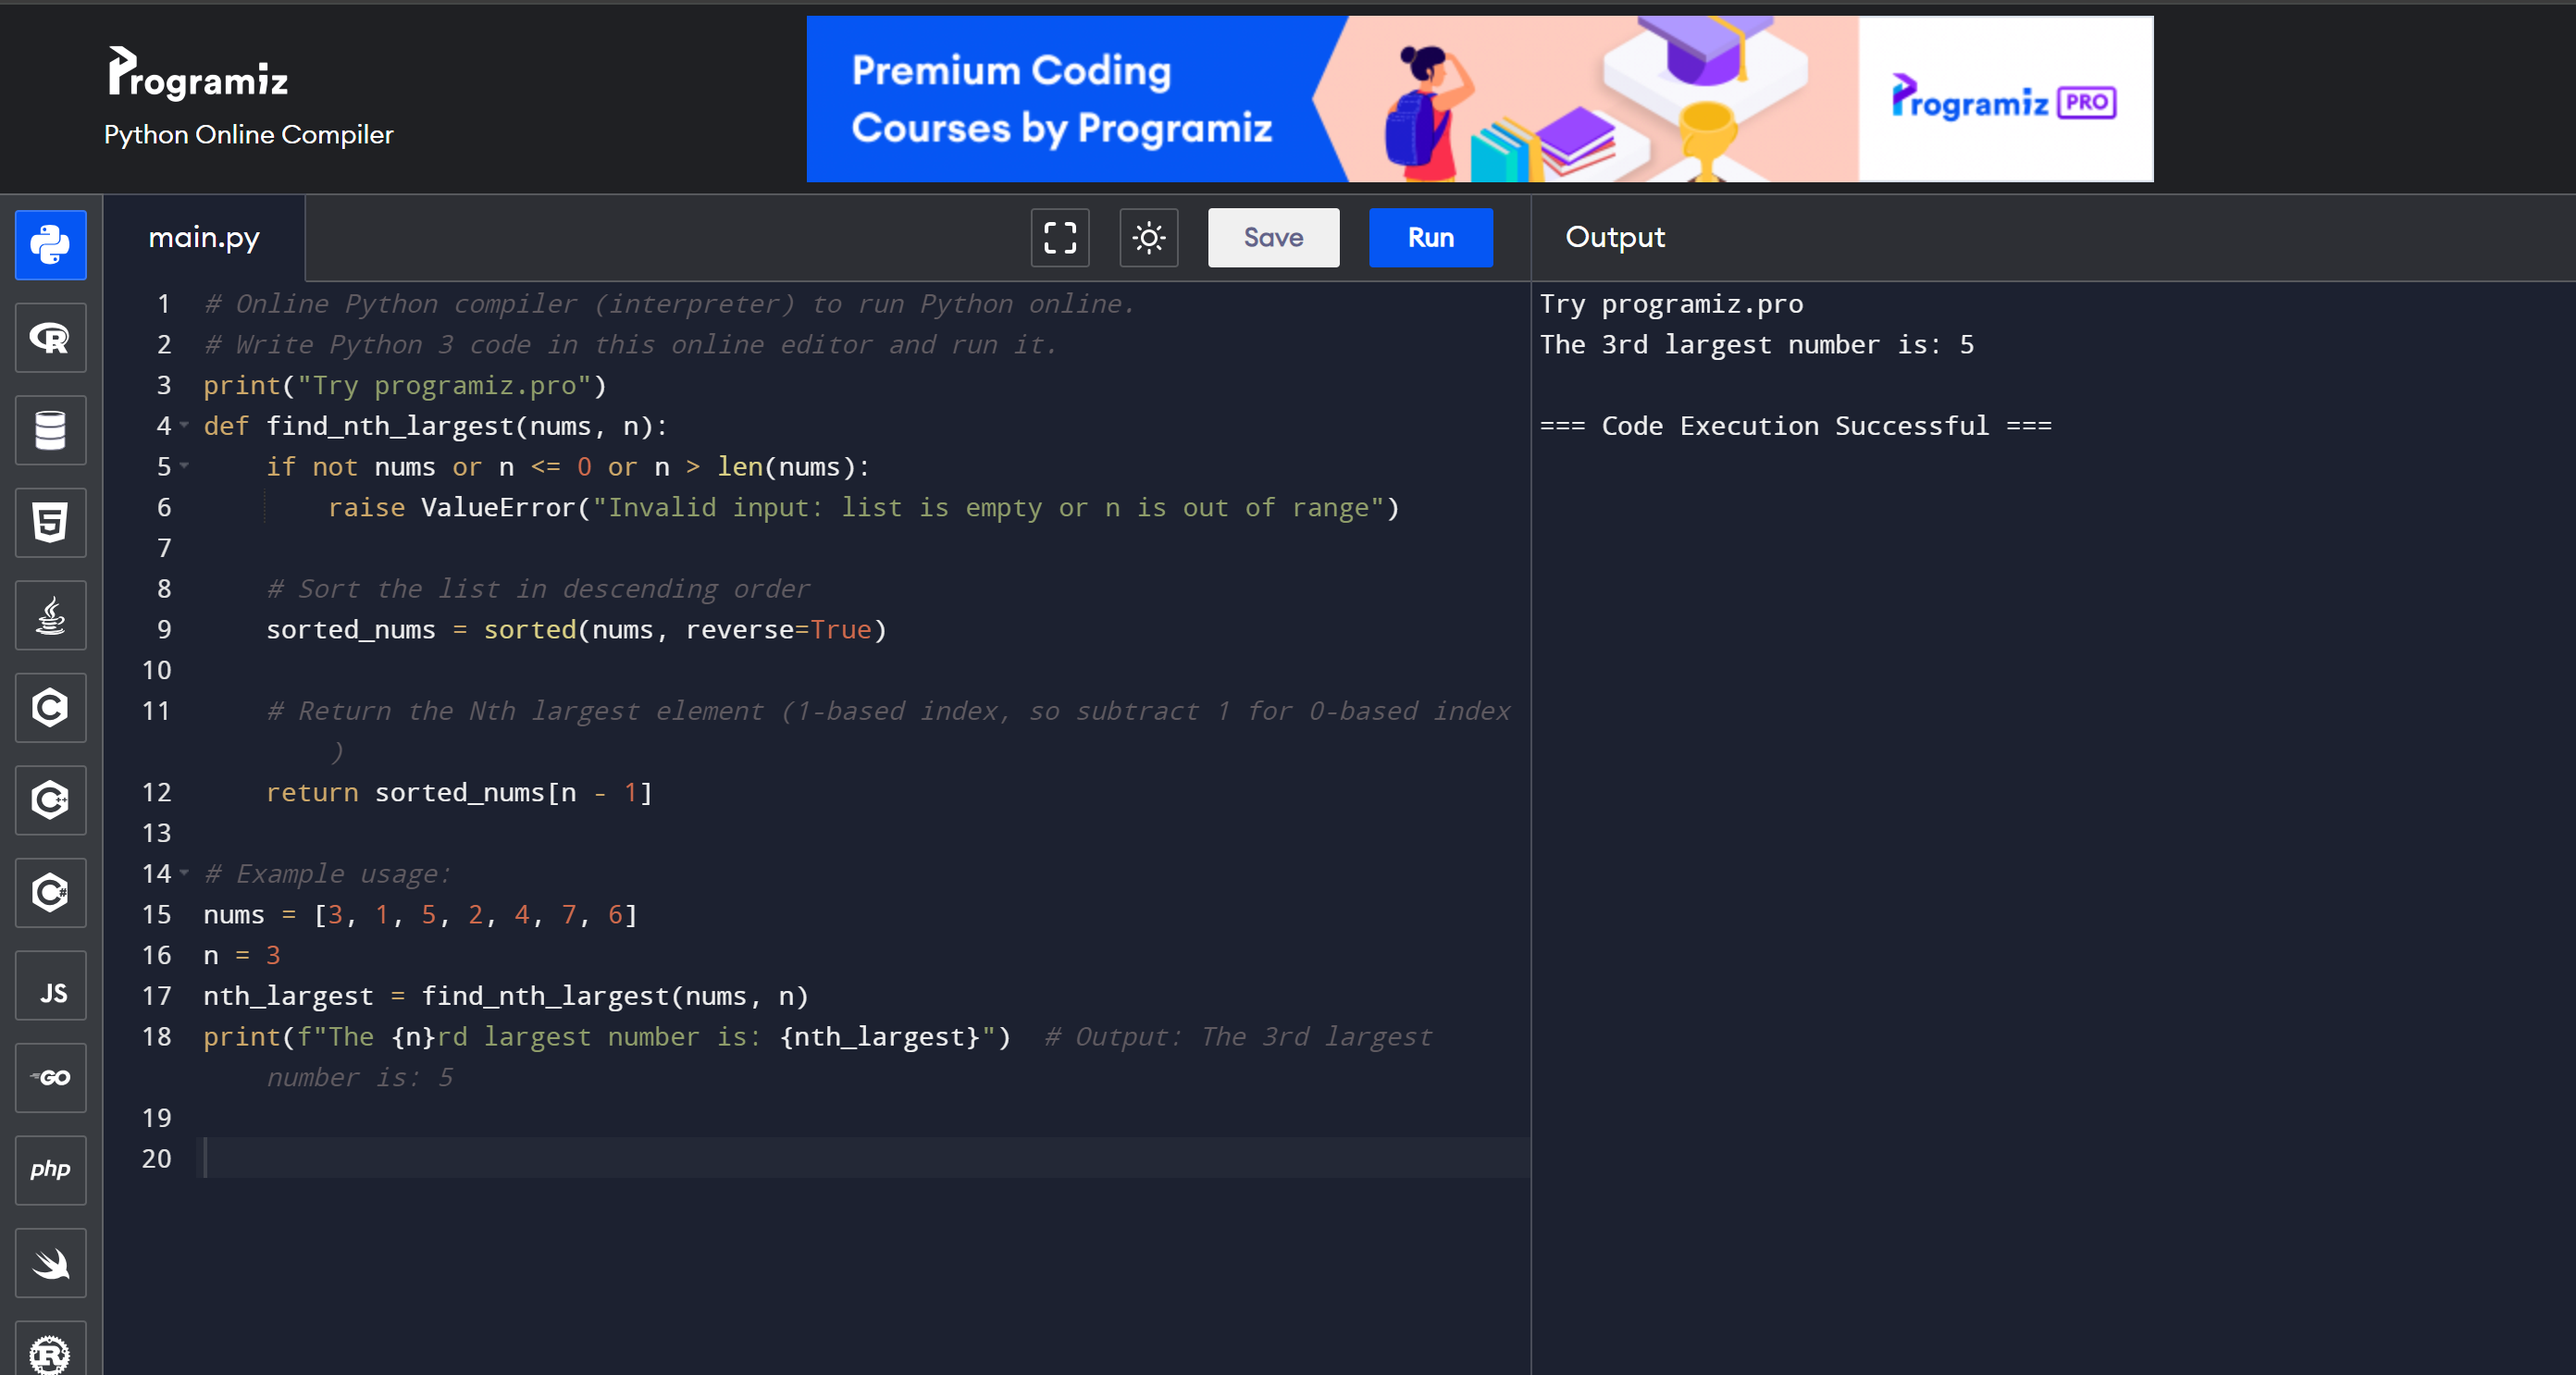 Programiz
Python Online Compiler
Premium Coding
Courses by Programiz
Programiz PRO
main.py
Save
Run
Output
1 # Online Python compiler (interpreter) to run Python online.
2 # Write Python 3 code in this online editor and run it.
3 print("Try programiz.pro")
4 def find_nth_largest(nums, n):
5     if not nums or n <= 0 or n > len(nums):
6         raise ValueError("Invalid input: list is empty or n is out of range")
7
8     # Sort the list in descending order
9     sorted_nums = sorted(nums, reverse=True)
10
11     # Return the Nth largest element (1-based index, so subtract 1 for 0-based index
)
12     return sorted_nums[n - 1]
13
14 # Example usage:
15 nums = [3, 1, 5, 2, 4, 7, 6]
16 n = 3
17 nth_largest = find_nth_largest(nums, n)
18 print(f"The {n}rd largest number is: {nth_largest}")  # Output: The 3rd largest
number is: 5
19
20
Try programiz.pro
The 3rd largest number is: 5
=== Code Execution Successful ===
R
5
C
C++
C#
JS
GO
php
R